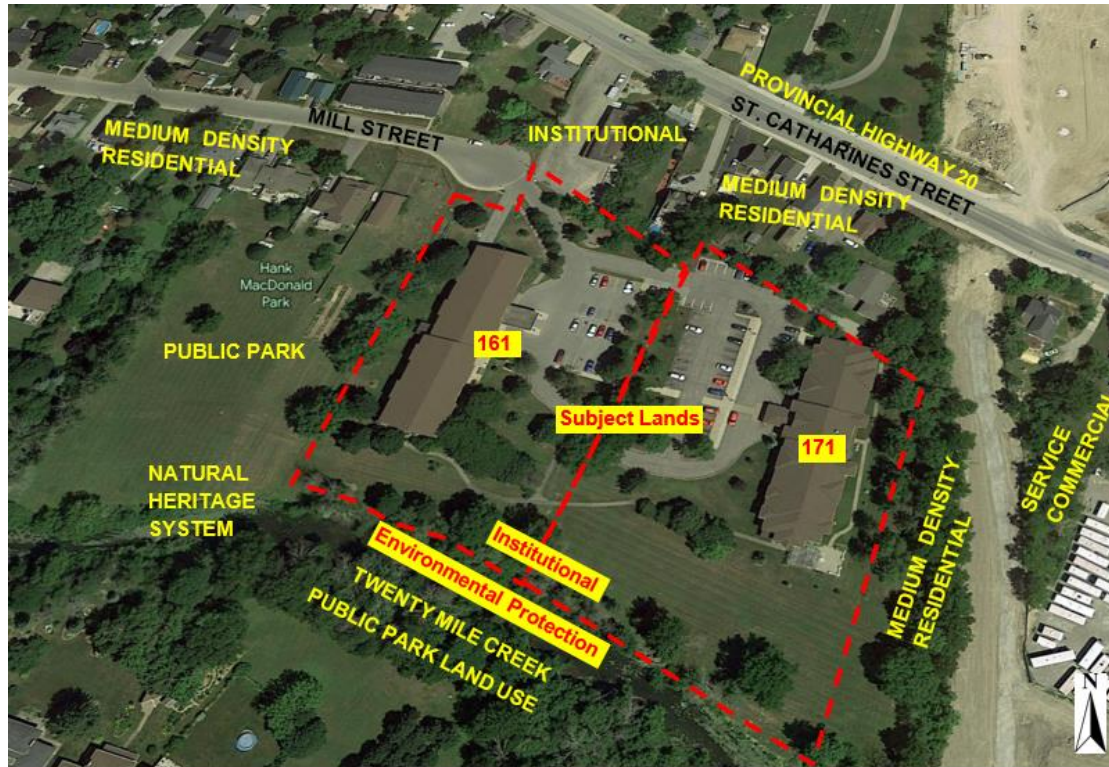 PROVINCIAL HIGHWAY 20
ST. CATHARINES STREET
MILL STREET
INSTITUTIONAL
MEDIUM DENSITY
RESIDENTIAL
MEDIUM DENSITY
RESIDENTIAL
Hank
MacDonald
Park
PUBLIC PARK
161
Subject Lands
171
SERVICE
COMMERCIAL
MEDIUM DENSITY
RESIDENTIAL
NATURAL
HERITAGE
SYSTEM
Institutional
Environmental Protection
TWENTY MILE CREEK
PUBLIC PARK LAND USE
N